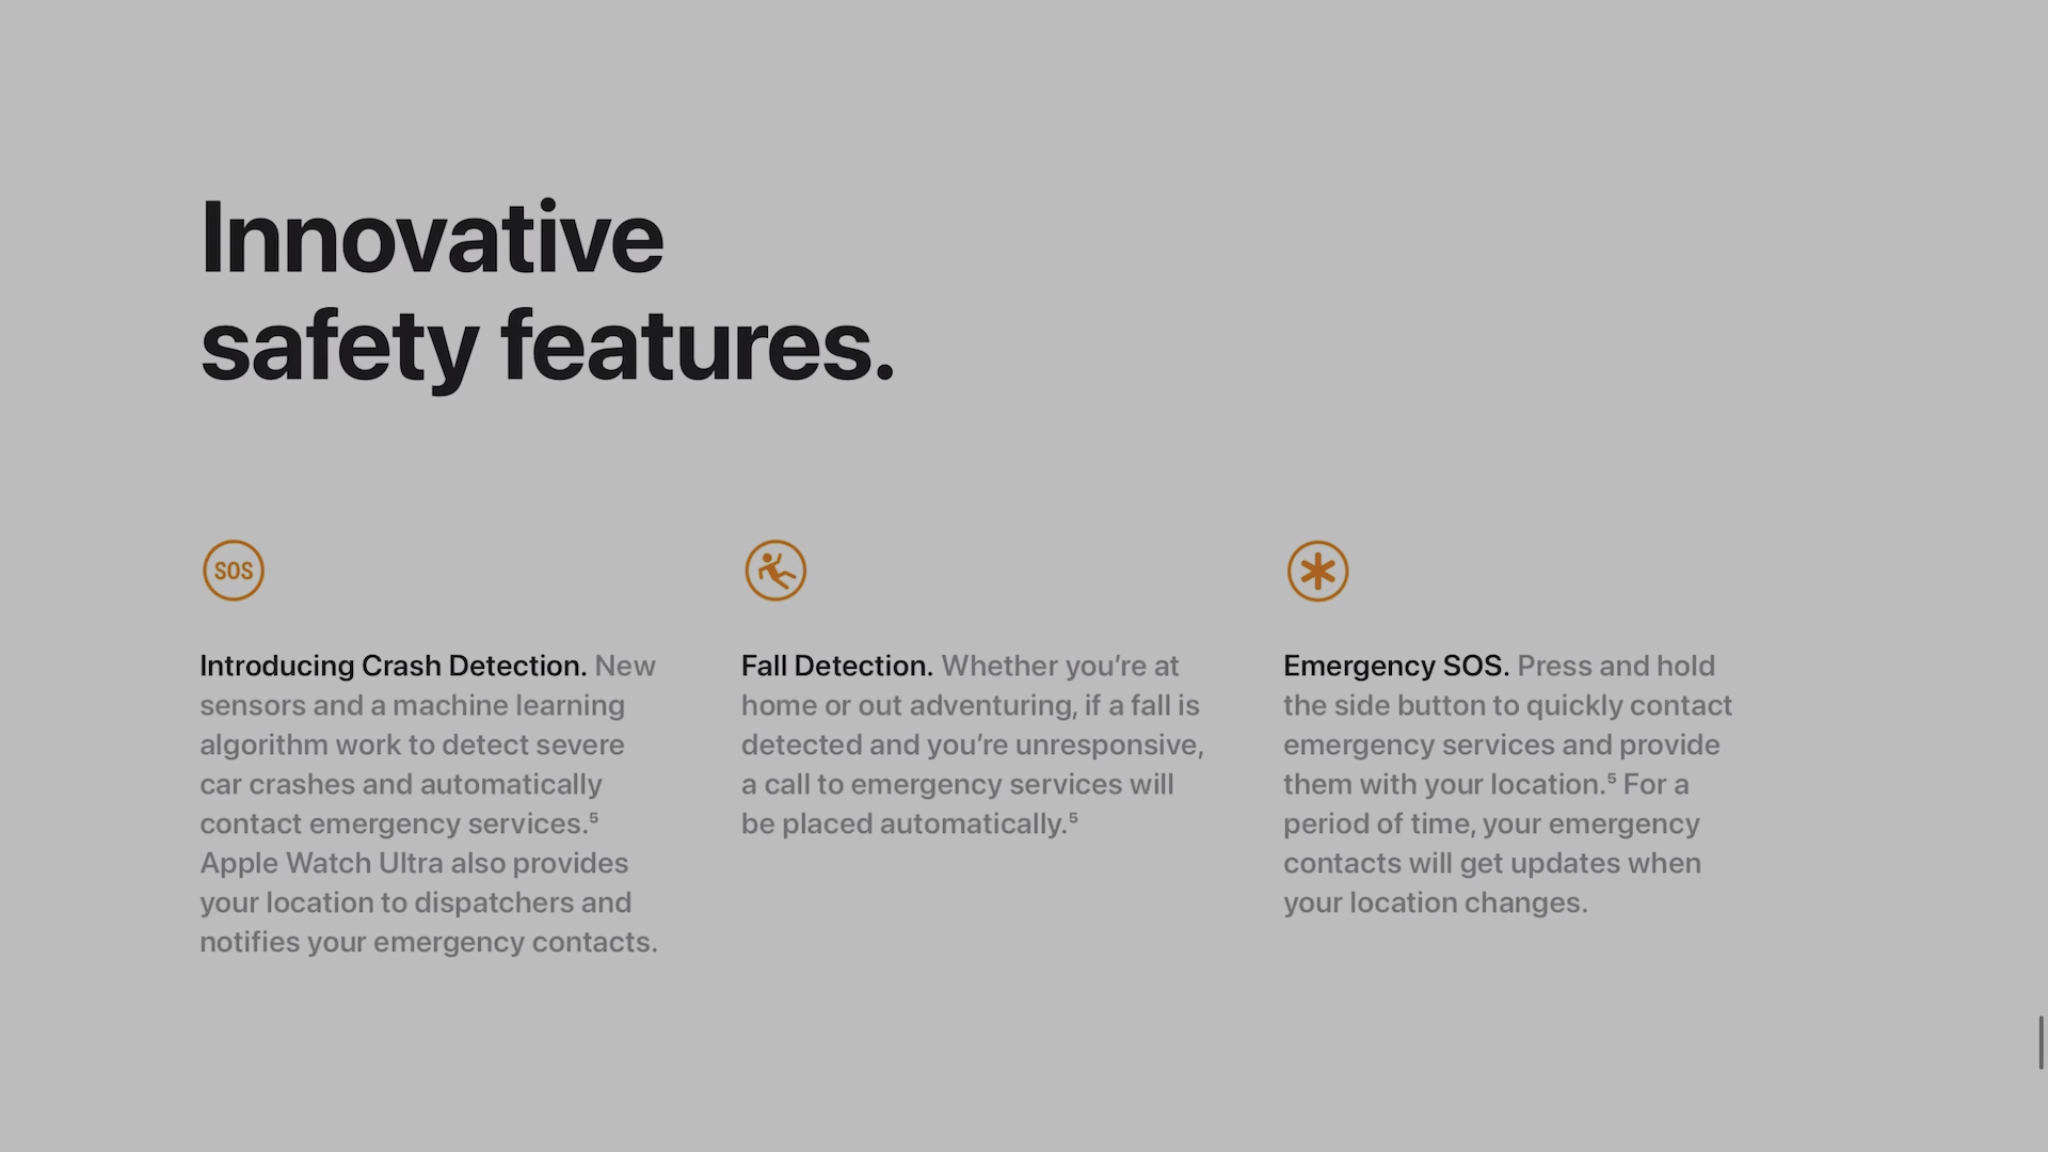 Innovative
safety features.
SOS
Introducing Crash Detection. New
sensors and a machine learning
algorithm work to detect severe
car crashes and automatically
contact emergency services.⁵
Apple Watch Ultra also provides
your location to dispatchers and
notifies your emergency contacts.
Fall Detection. Whether you’re at
home or out adventuring, if a fall is
detected and you’re unresponsive,
a call to emergency services will
be placed automatically.⁵
Emergency SOS. Press and hold
the side button to quickly contact
emergency services and provide
them with your location.⁵ For a
period of time, your emergency
contacts will get updates when
your location changes.